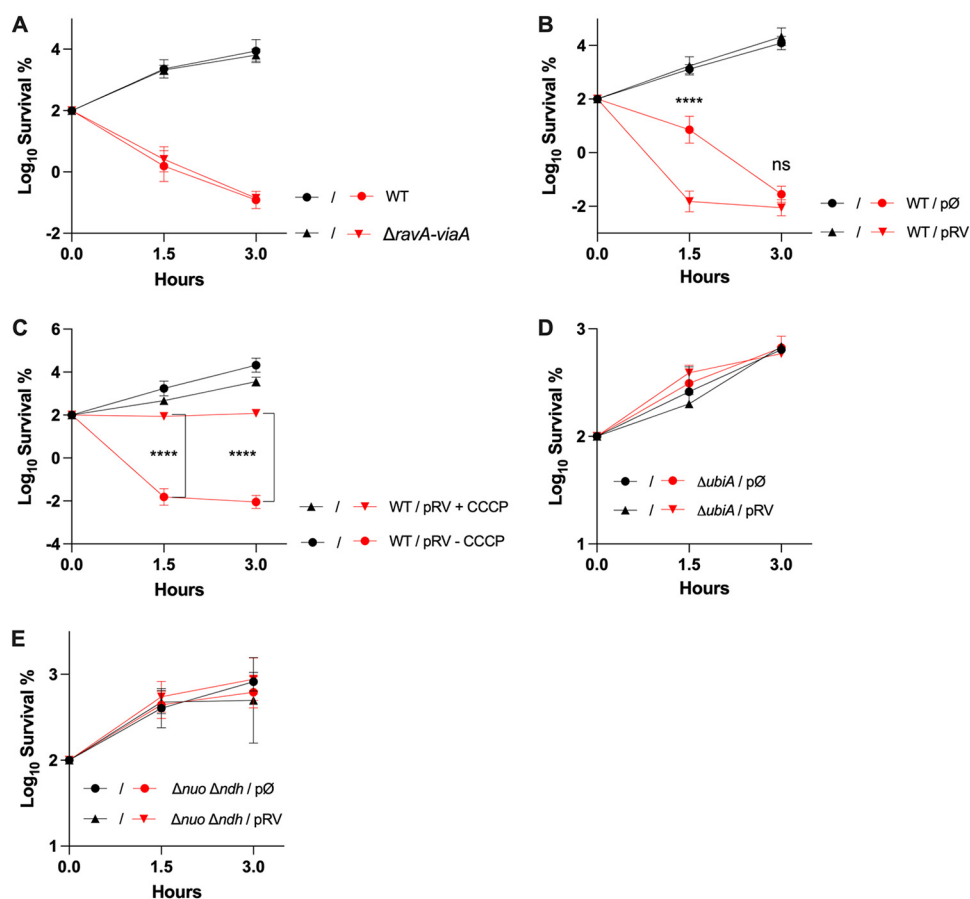 A
Log10 Survival %
4
2
0
-2
0.0 1.5 3.0
Hours
/ WT
/ ΔravA-viaA
B
Log10 Survival %
4
2
0
-2
****
ns
0.0 1.5 3.0
Hours
/ WT / pØ
/ WT / pRV
C
Log10 Survival %
6
4
2
0
-2
-4
**** ****
0.0 1.5 3.0
Hours
/ WT / pRV + CCCP
/ WT / pRV - CCCP
D
Log10 Survival %
3
2
1
/ ΔubiA / pØ
/ ΔubiA / pRV
0.0 1.5 3.0
Hours
E
Log10 Survival %
3
2
1
/ Δnuo Δndh / pØ
/ Δnuo Δndh / pRV
0.0 1.5 3.0
Hours